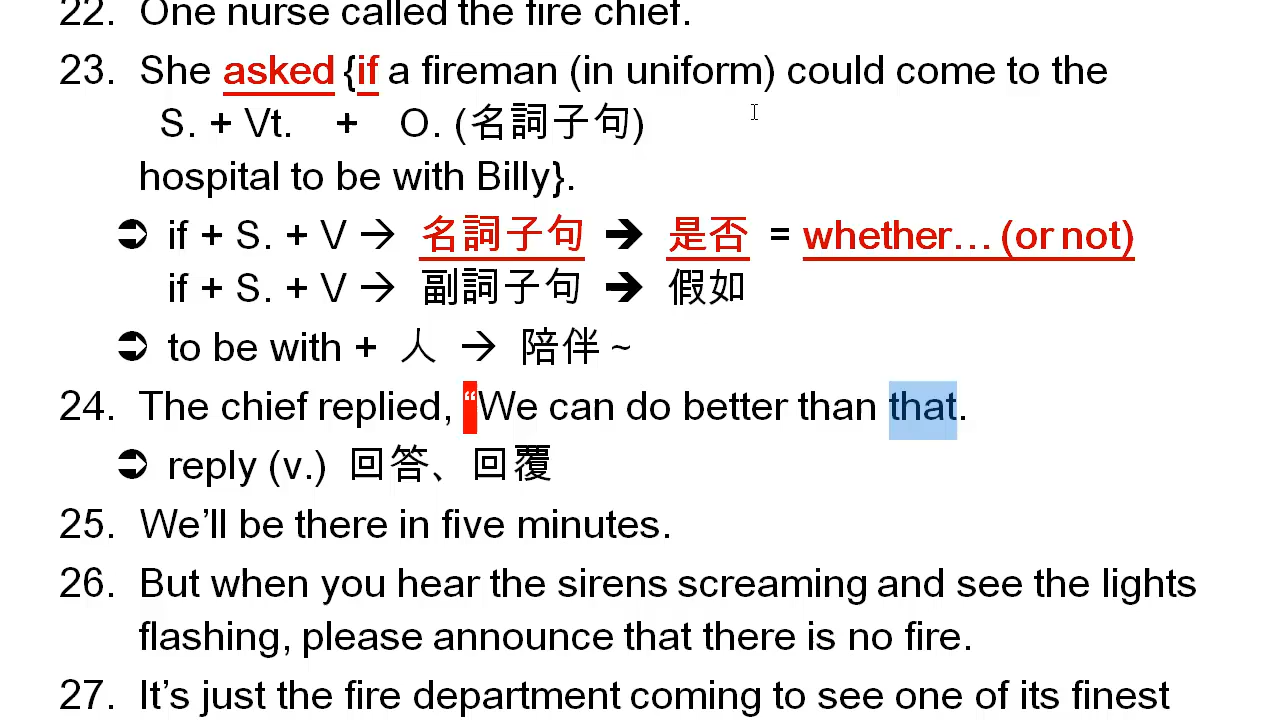 22. One nurse called the fire chief.
23. She asked {if a fireman (in uniform) could come to the
S. + Vt. + O. (名詞子句)
hospital to be with Billy}.
➲ if + S. + V → 名詞子句 ➔ 是否 = whether… (or not)
if + S. + V → 副詞子句 ➔ 假如
➲ to be with + 人 → 陪伴 ~
24. The chief replied, “We can do better than that.
➲ reply (v.) 回答、回覆
25. We’ll be there in five minutes.
26. But when you hear the sirens screaming and see the lights
flashing, please announce that there is no fire.
27. It’s just the fire department coming to see one of its finest